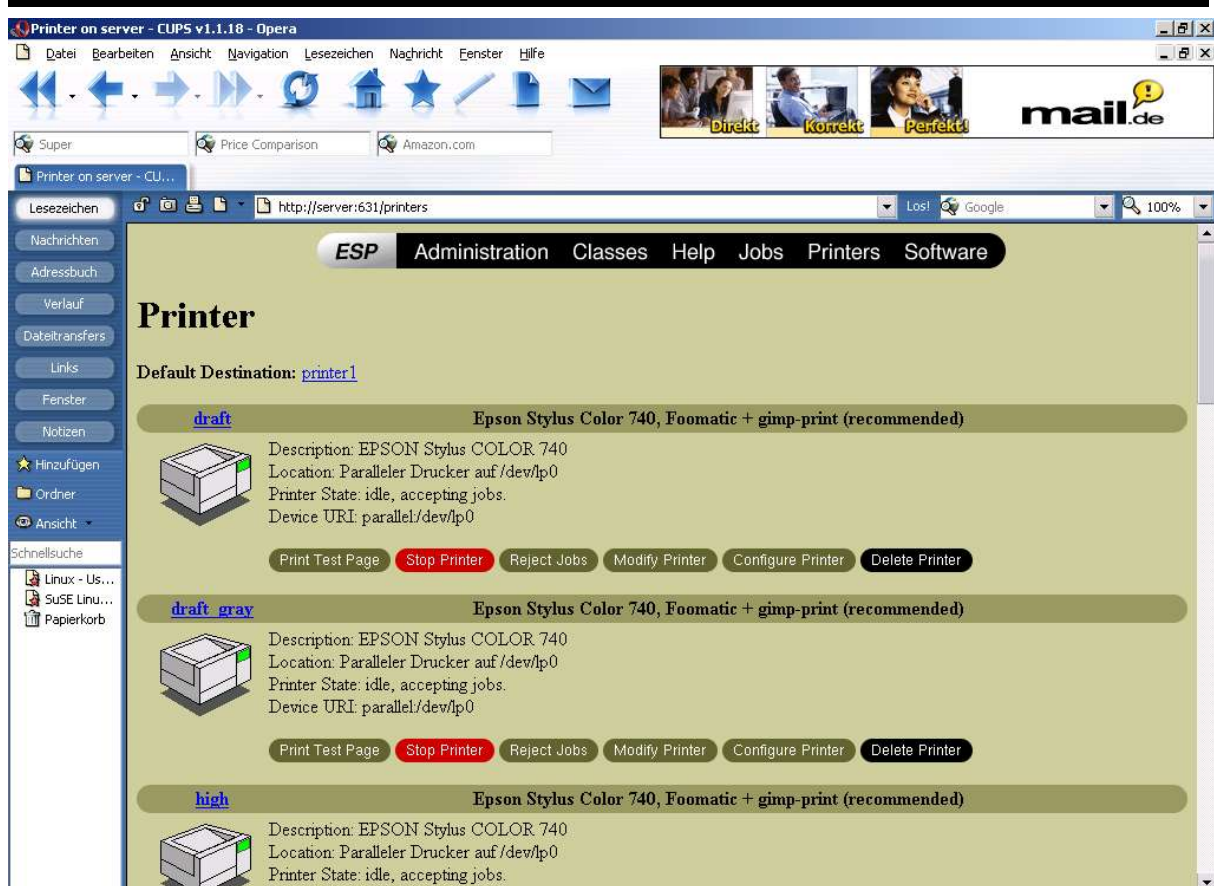 Printer on server - CUPS v1.1.18 - Opera
Datei Bearbeiten Ansicht Navigation Lesezeichen Nachricht Fenster Hilfe
Direkt Korrekt Perfekt! mail.de
Super Price Comparison Amazon.com
Printer on server - CU...
Lesezeichen http://server:631/printers Los! Google 100%
Nachrichten
Adressbuch
Verlauf
Dateitransfers
Links
Fenster
Notizen
Hinzufügen
Ordner
Ansicht
Schnellsuche
Linux - Us...
SuSE Linu...
Papierkorb
ESP Administration Classes Help Jobs Printers Software
Printer
Default Destination: printer1
draft Epson Stylus Color 740, Foomatic + gimp-print (recommended)
Description: EPSON Stylus COLOR 740
Location: Paralleler Drucker auf /dev/lp0
Printer State: idle, accepting jobs.
Device URI: parallel:/dev/lp0
Print Test Page Stop Printer Reject Jobs Modify Printer Configure Printer Delete Printer
draft_gray Epson Stylus Color 740, Foomatic + gimp-print (recommended)
Description: EPSON Stylus COLOR 740
Location: Paralleler Drucker auf /dev/lp0
Printer State: idle, accepting jobs.
Device URI: parallel:/dev/lp0
Print Test Page Stop Printer Reject Jobs Modify Printer Configure Printer Delete Printer
high Epson Stylus Color 740, Foomatic + gimp-print (recommended)
Description: EPSON Stylus COLOR 740
Location: Paralleler Drucker auf /dev/lp0
Printer State: idle, accepting jobs.